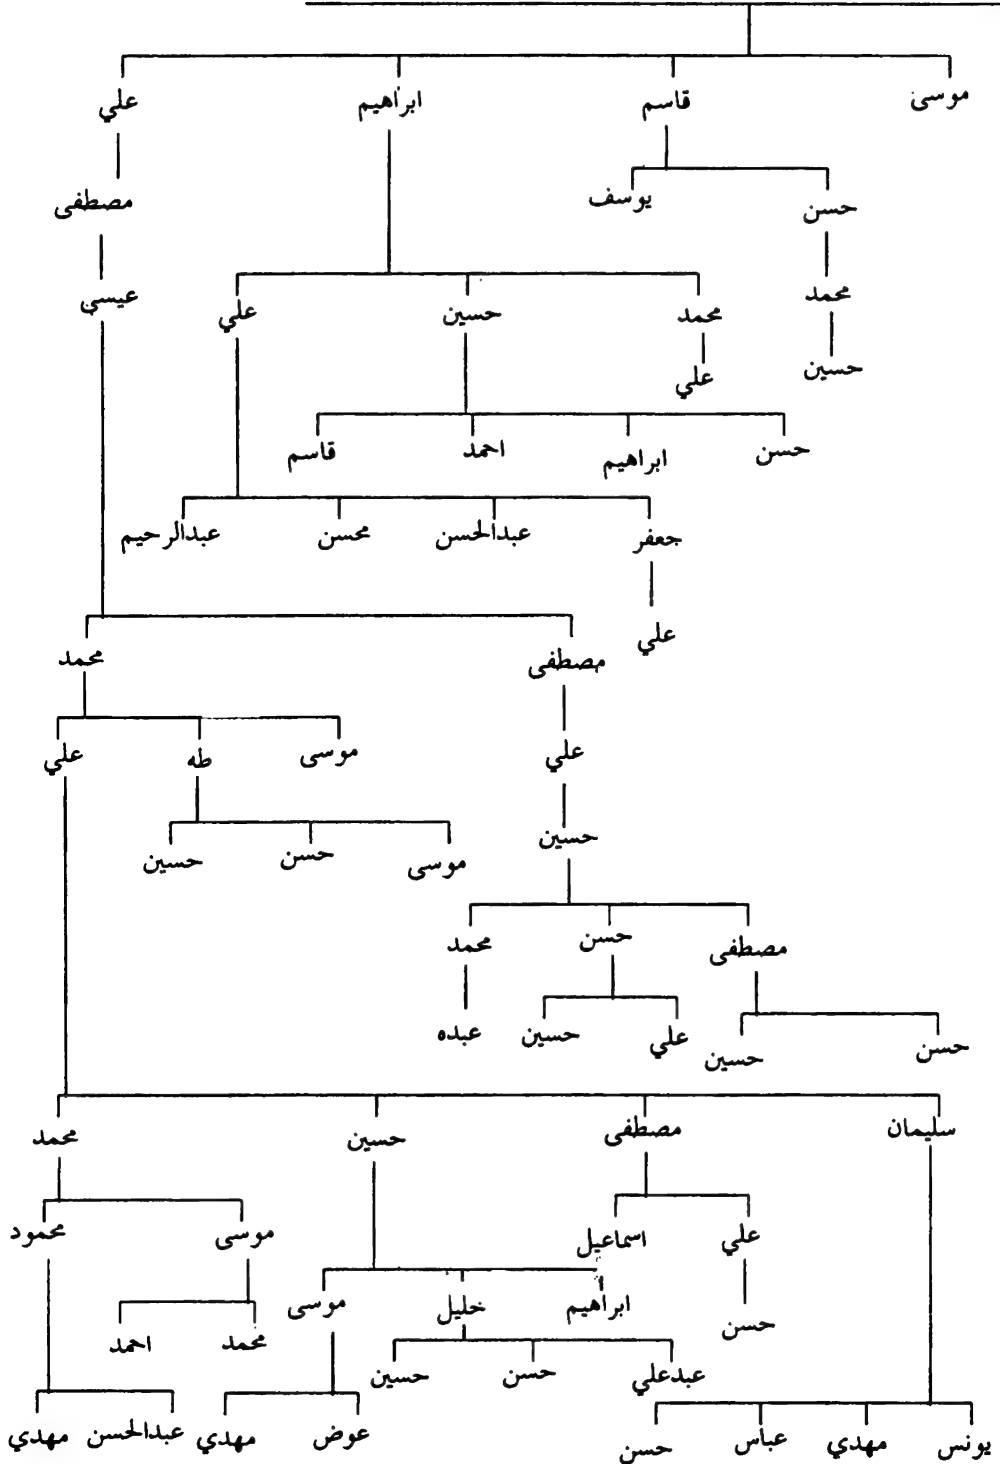 موسى قاسم ابراهيم علي
حسن يوسف مصطفى
محمد عيسى
محمد حسين علي
حسين علي
حسن ابراهيم احمد قاسم
جعفر عبدالحسن محسن عبدالرحيم
علي
مصطفى محمد
علي موسى طه علي
حسين
موسى حسن حسين
مصطفى حسن محمد
حسن حسين علي حسين عبده
سليمان مصطفى حسين محمد
علي اسماعيل موسى محمود
ابراهيم خليل موسى
حسن محمد احمد
عبدعلي حسن حسين
يونس مهدي عباس حسن عوض مهدي عبدالحسن مهدي